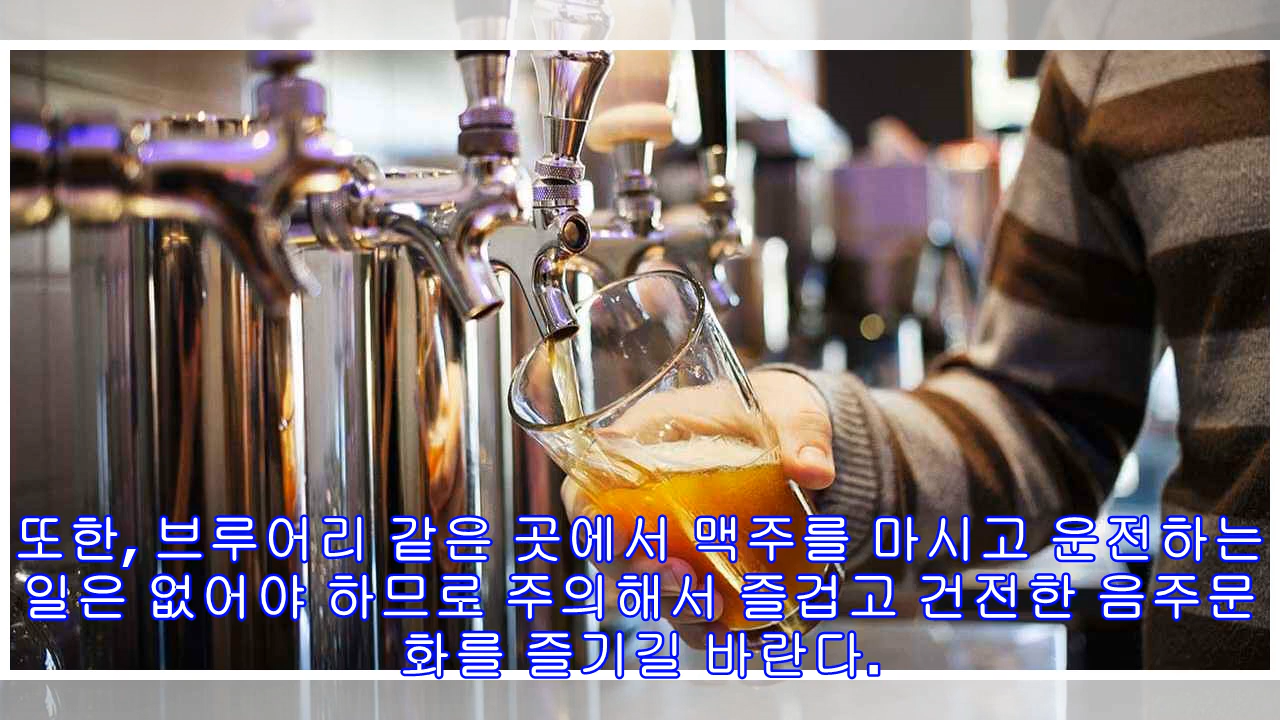 또한, 브루어리 같은 곳에서 맥주를 마시고 운전하는
일은 없어야 하므로 주의해서 즐겁고 건전한 음주문
화를 즐기길 바란다.